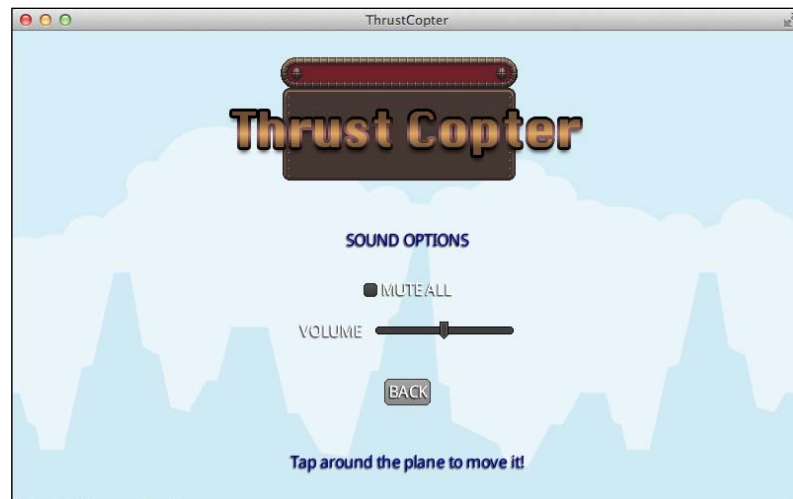 ThrustCopter
Thrust Copter
SOUND OPTIONS
MUTE ALL
VOLUME
BACK
Tap around the plane to move it!